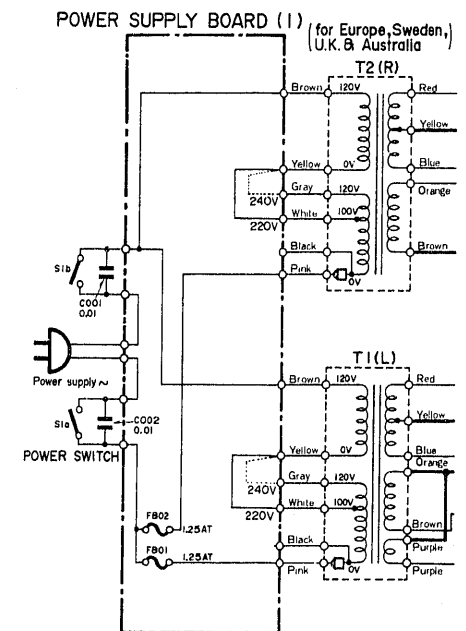 POWER SUPPLY BOARD (1) (for Europe, Sweden,
U.K. & Australia)
T2(R)
Brown 120V Red
Yellow
Yellow 0V Blue
Gray 120V Orange
240V
White 100V
220V
Black Brown
Pink 0V
S1b
C001
0.01
Power supply ~
T1(L)
Brown 120V Red
Yellow
S1a
C002
0.01
POWER SWITCH
Yellow 0V Blue
Orange
Gray 120V
240V
White 100V
220V
F802
1.25AT
Brown
Black Purple
F801
1.25AT
Pink 0V Purple